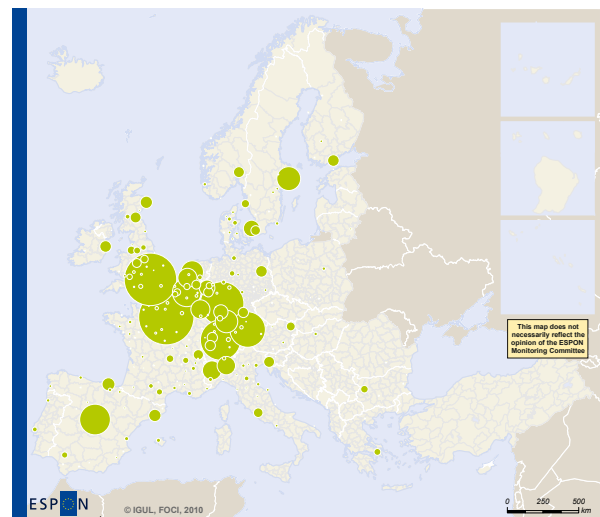 This map does not
necessarily reflect the
opinion of the ESPON
Monitoring Committee
ESPON
© IGUL, FOCI, 2010
0 250 500
km